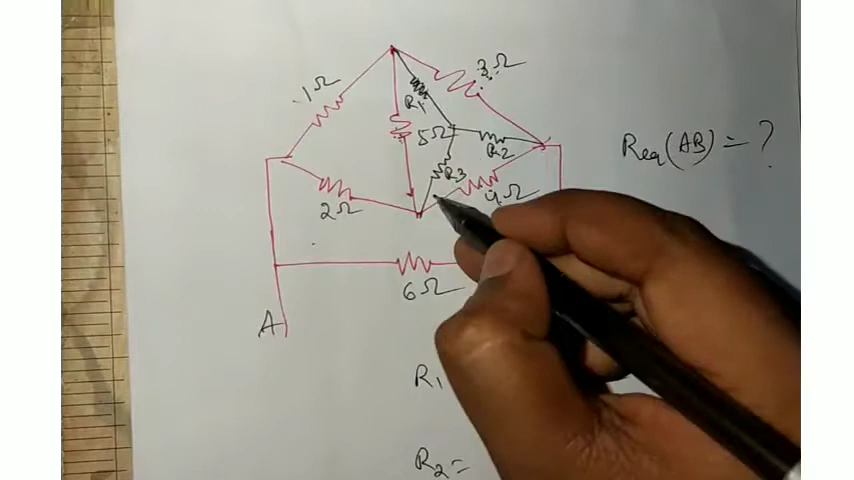 1Ω
3Ω
R1
5Ω
R2
Req(AB) = ?
R3
4Ω
2Ω
6Ω
A
R1
R2 =